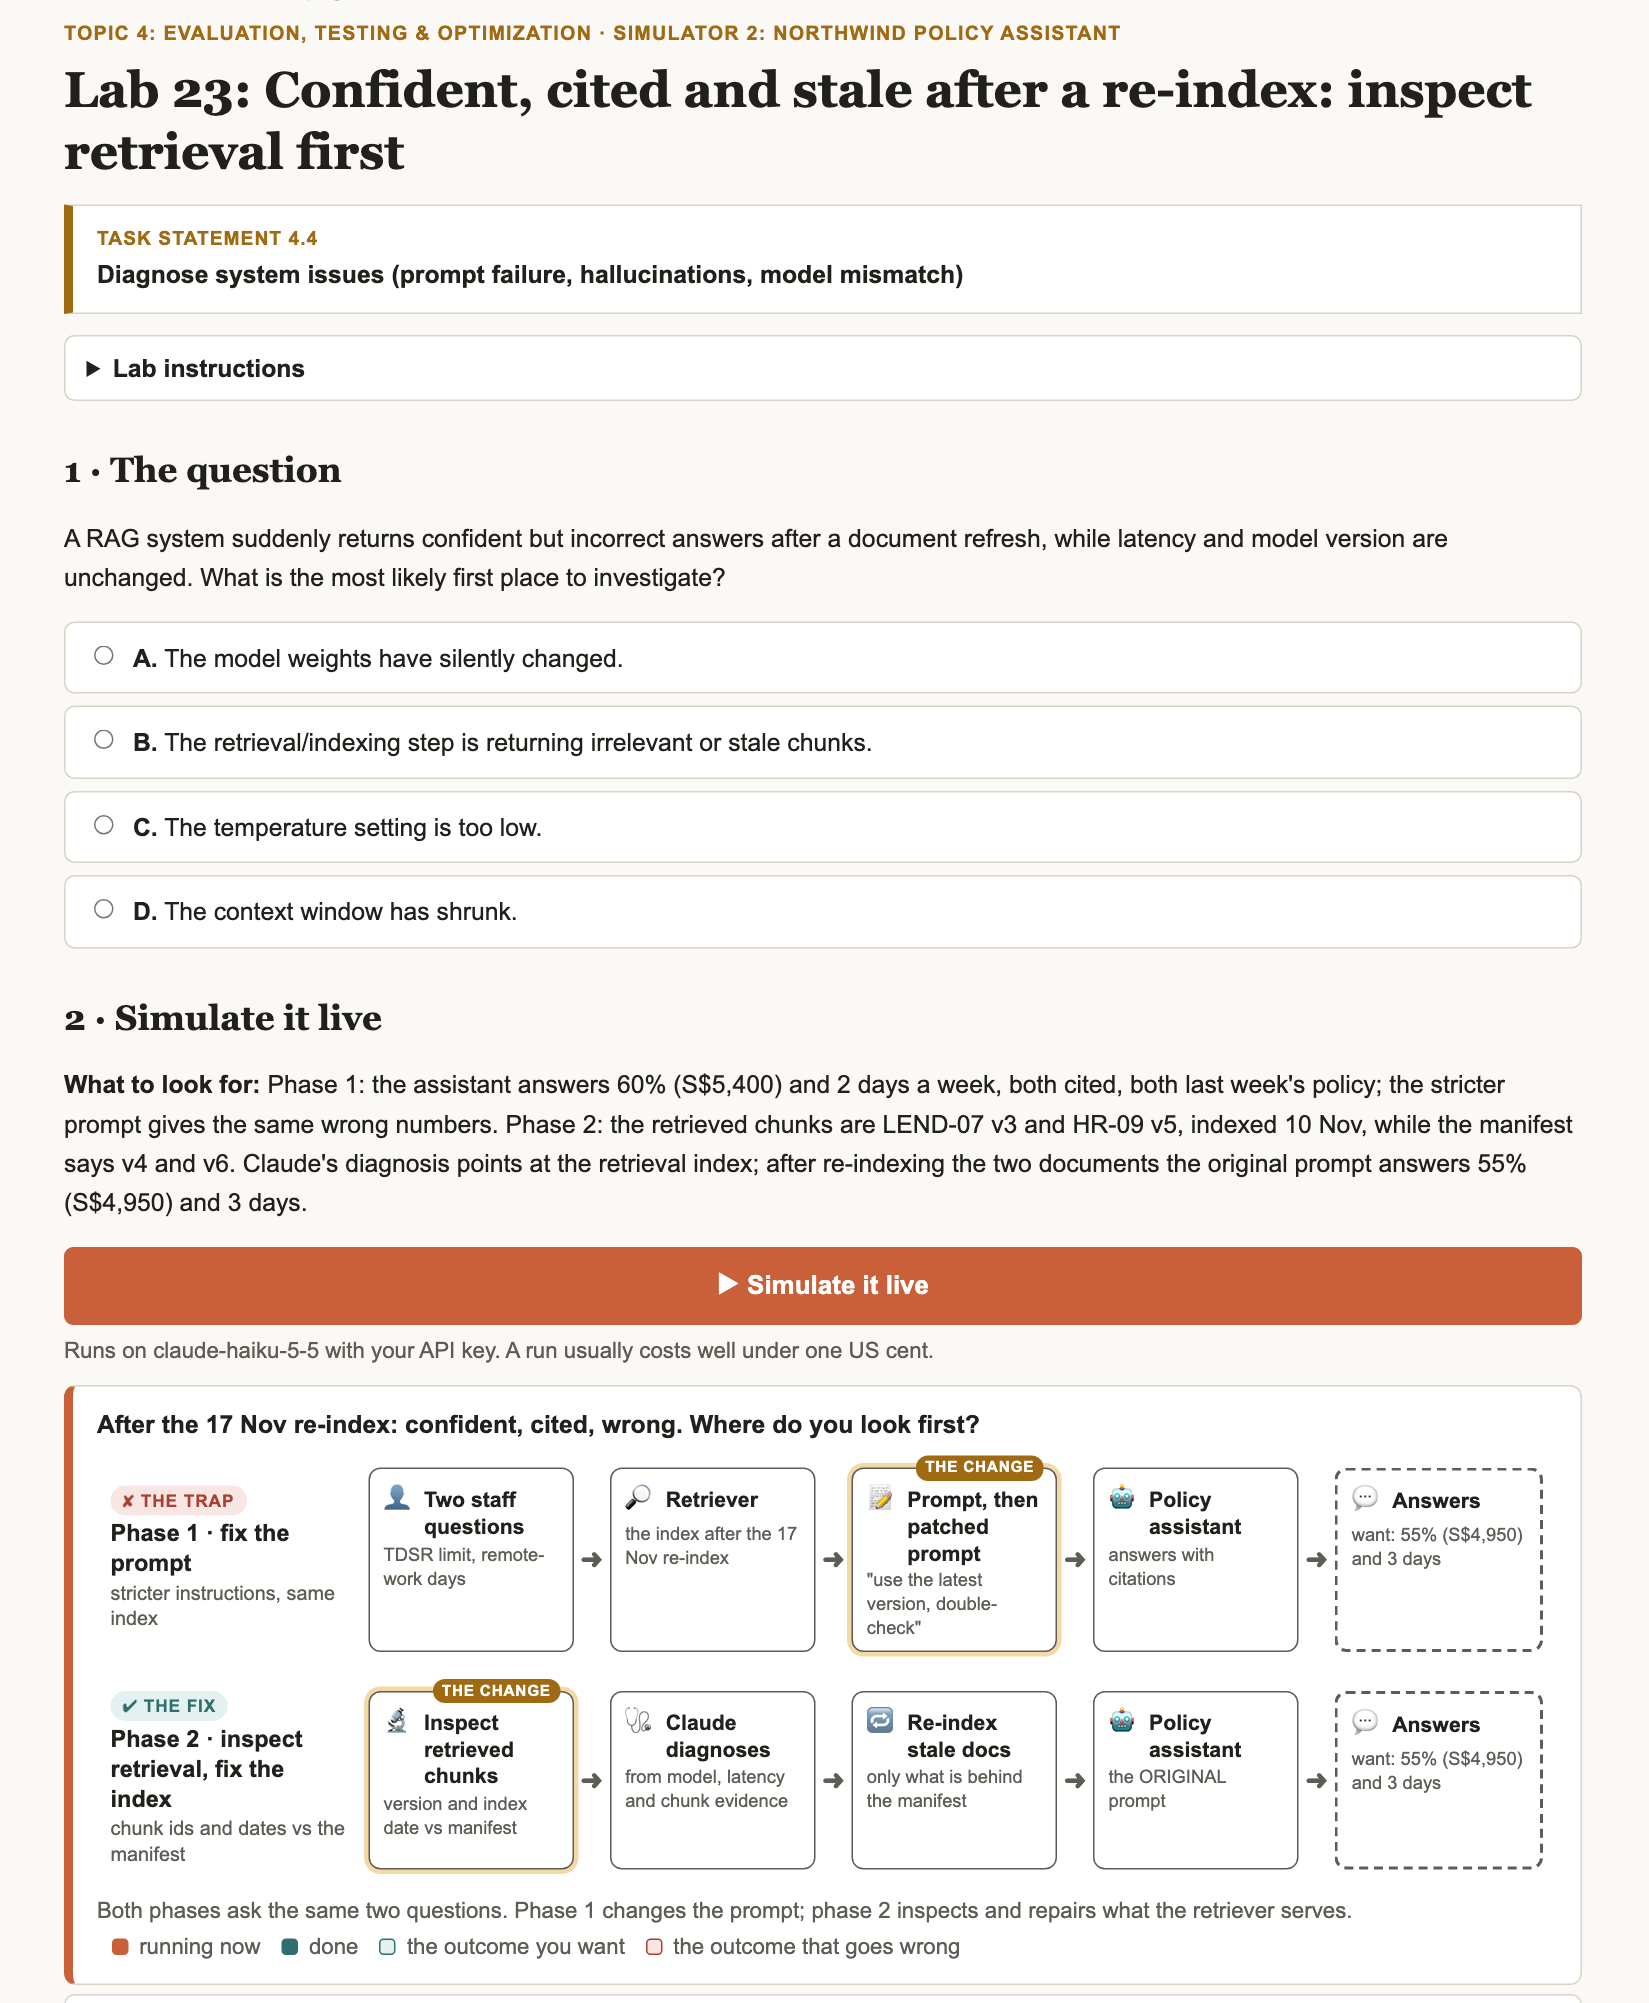 TOPIC 4: EVALUATION, TESTING & OPTIMIZATION · SIMULATOR 2: NORTHWIND POLICY ASSISTANT
Lab 23: Confident, cited and stale after a re-index: inspect
retrieval first
TASK STATEMENT 4.4
Diagnose system issues (prompt failure, hallucinations, model mismatch)
▶ Lab instructions
1 · The question
A RAG system suddenly returns confident but incorrect answers after a document refresh, while latency and model version are
unchanged. What is the most likely first place to investigate?
A. The model weights have silently changed.
B. The retrieval/indexing step is returning irrelevant or stale chunks.
C. The temperature setting is too low.
D. The context window has shrunk.
2 · Simulate it live
What to look for: Phase 1: the assistant answers 60% (S$5,400) and 2 days a week, both cited, both last week's policy; the stricter
prompt gives the same wrong numbers. Phase 2: the retrieved chunks are LEND-07 v3 and HR-09 v5, indexed 10 Nov, while the manifest
says v4 and v6. Claude's diagnosis points at the retrieval index; after re-indexing the two documents the original prompt answers 55%
(S$4,950) and 3 days.
▶ Simulate it live
Runs on claude-haiku-5-5 with your API key. A run usually costs well under one US cent.
After the 17 Nov re-index: confident, cited, wrong. Where do you look first?
✘ THE TRAP
Phase 1 · fix the
prompt
stricter instructions, same
index
Two staff
questions
TDSR limit, remote-
work days
Retriever
the index after the 17
Nov re-index
THE CHANGE
Prompt, then
patched
prompt
"use the latest
version, double-
check"
Policy
assistant
answers with
citations
Answers
want: 55% (S$4,950)
and 3 days
✔ THE FIX
Phase 2 · inspect
retrieval, fix the
index
chunk ids and dates vs the
manifest
THE CHANGE
Inspect
retrieved
chunks
version and index
date vs manifest
Claude
diagnoses
from model, latency
and chunk evidence
Re-index
stale docs
only what is behind
the manifest
Policy
assistant
the ORIGINAL
prompt
Answers
want: 55% (S$4,950)
and 3 days
Both phases ask the same two questions. Phase 1 changes the prompt; phase 2 inspects and repairs what the retriever serves.
running now done the outcome you want the outcome that goes wrong